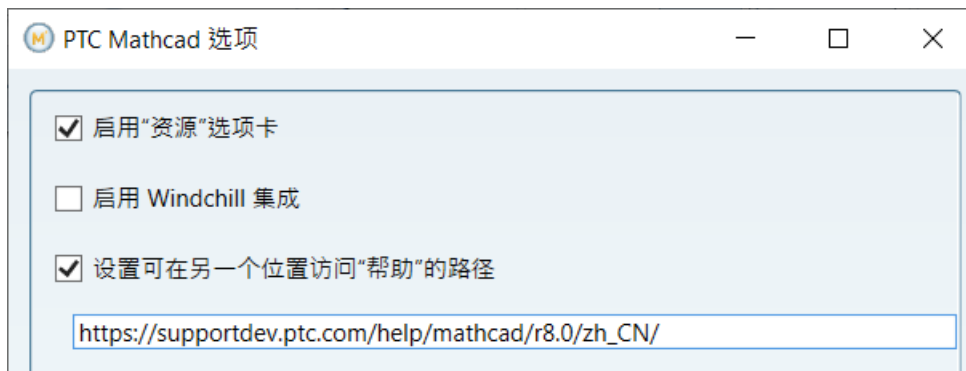 PTC Mathcad 选项
启用“资源”选项卡
启用 Windchill 集成
设置可在另一个位置访问“帮助”的路径
https://supportdev.ptc.com/help/mathcad/r8.0/zh_CN/